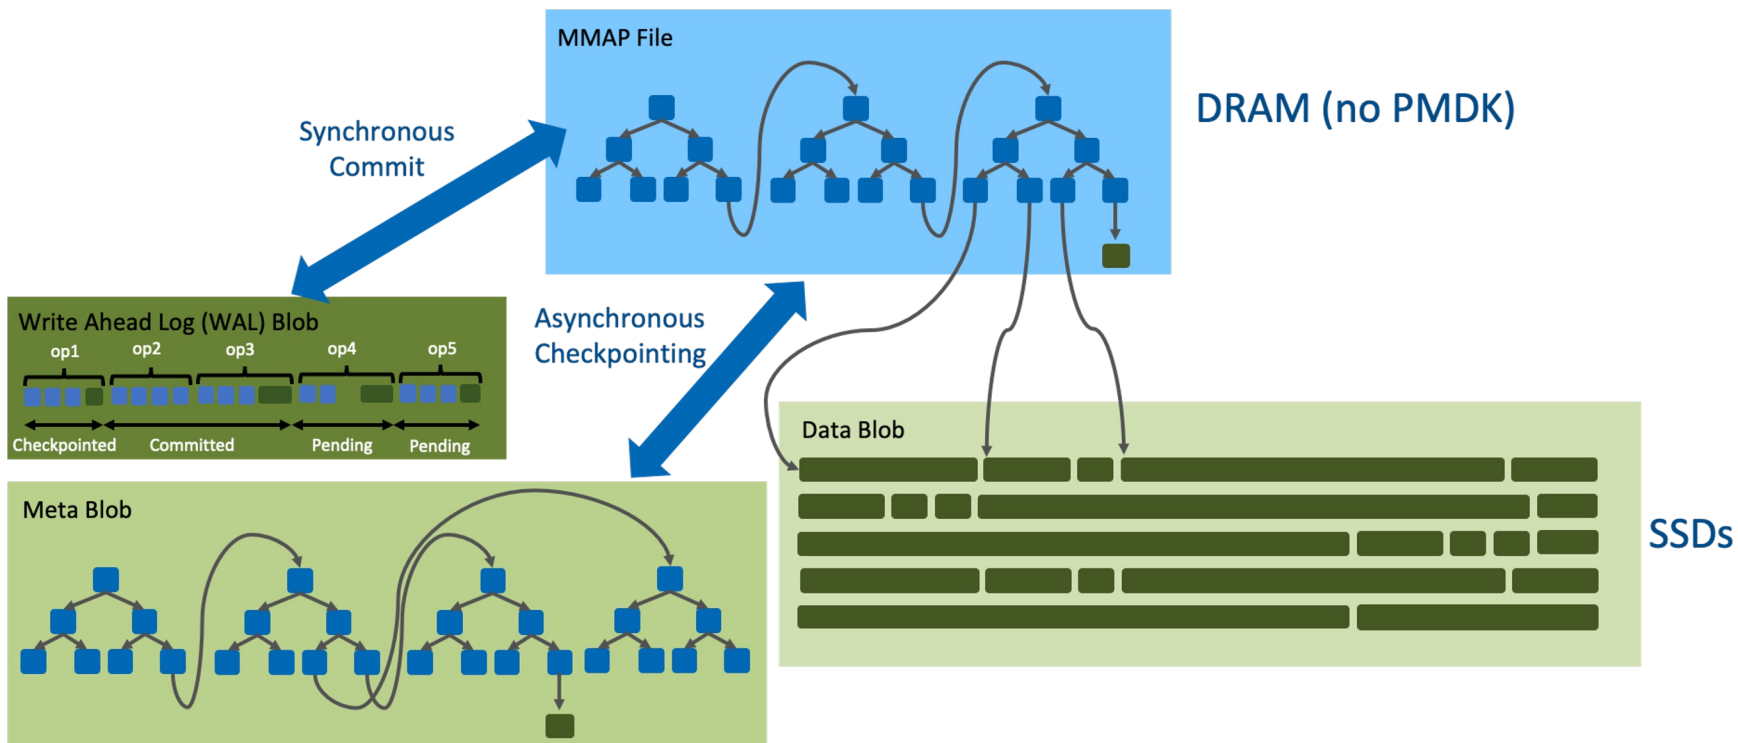 MMAP File
DRAM (no PMDK)
Synchronous
Commit
Write Ahead Log (WAL) Blob
op1 op2 op3 op4 op5
Checkpointed Committed Pending Pending
Asynchronous
Checkpointing
Data Blob
SSDs
Meta Blob